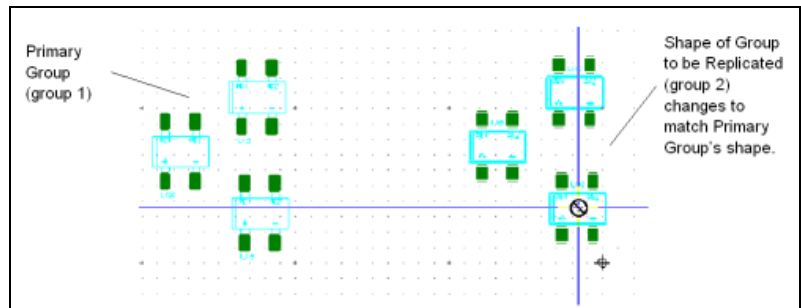 Primary
Group
(group 1)
Shape of Group
to be Replicated
(group 2)
changes to
match Primary
Group's shape.